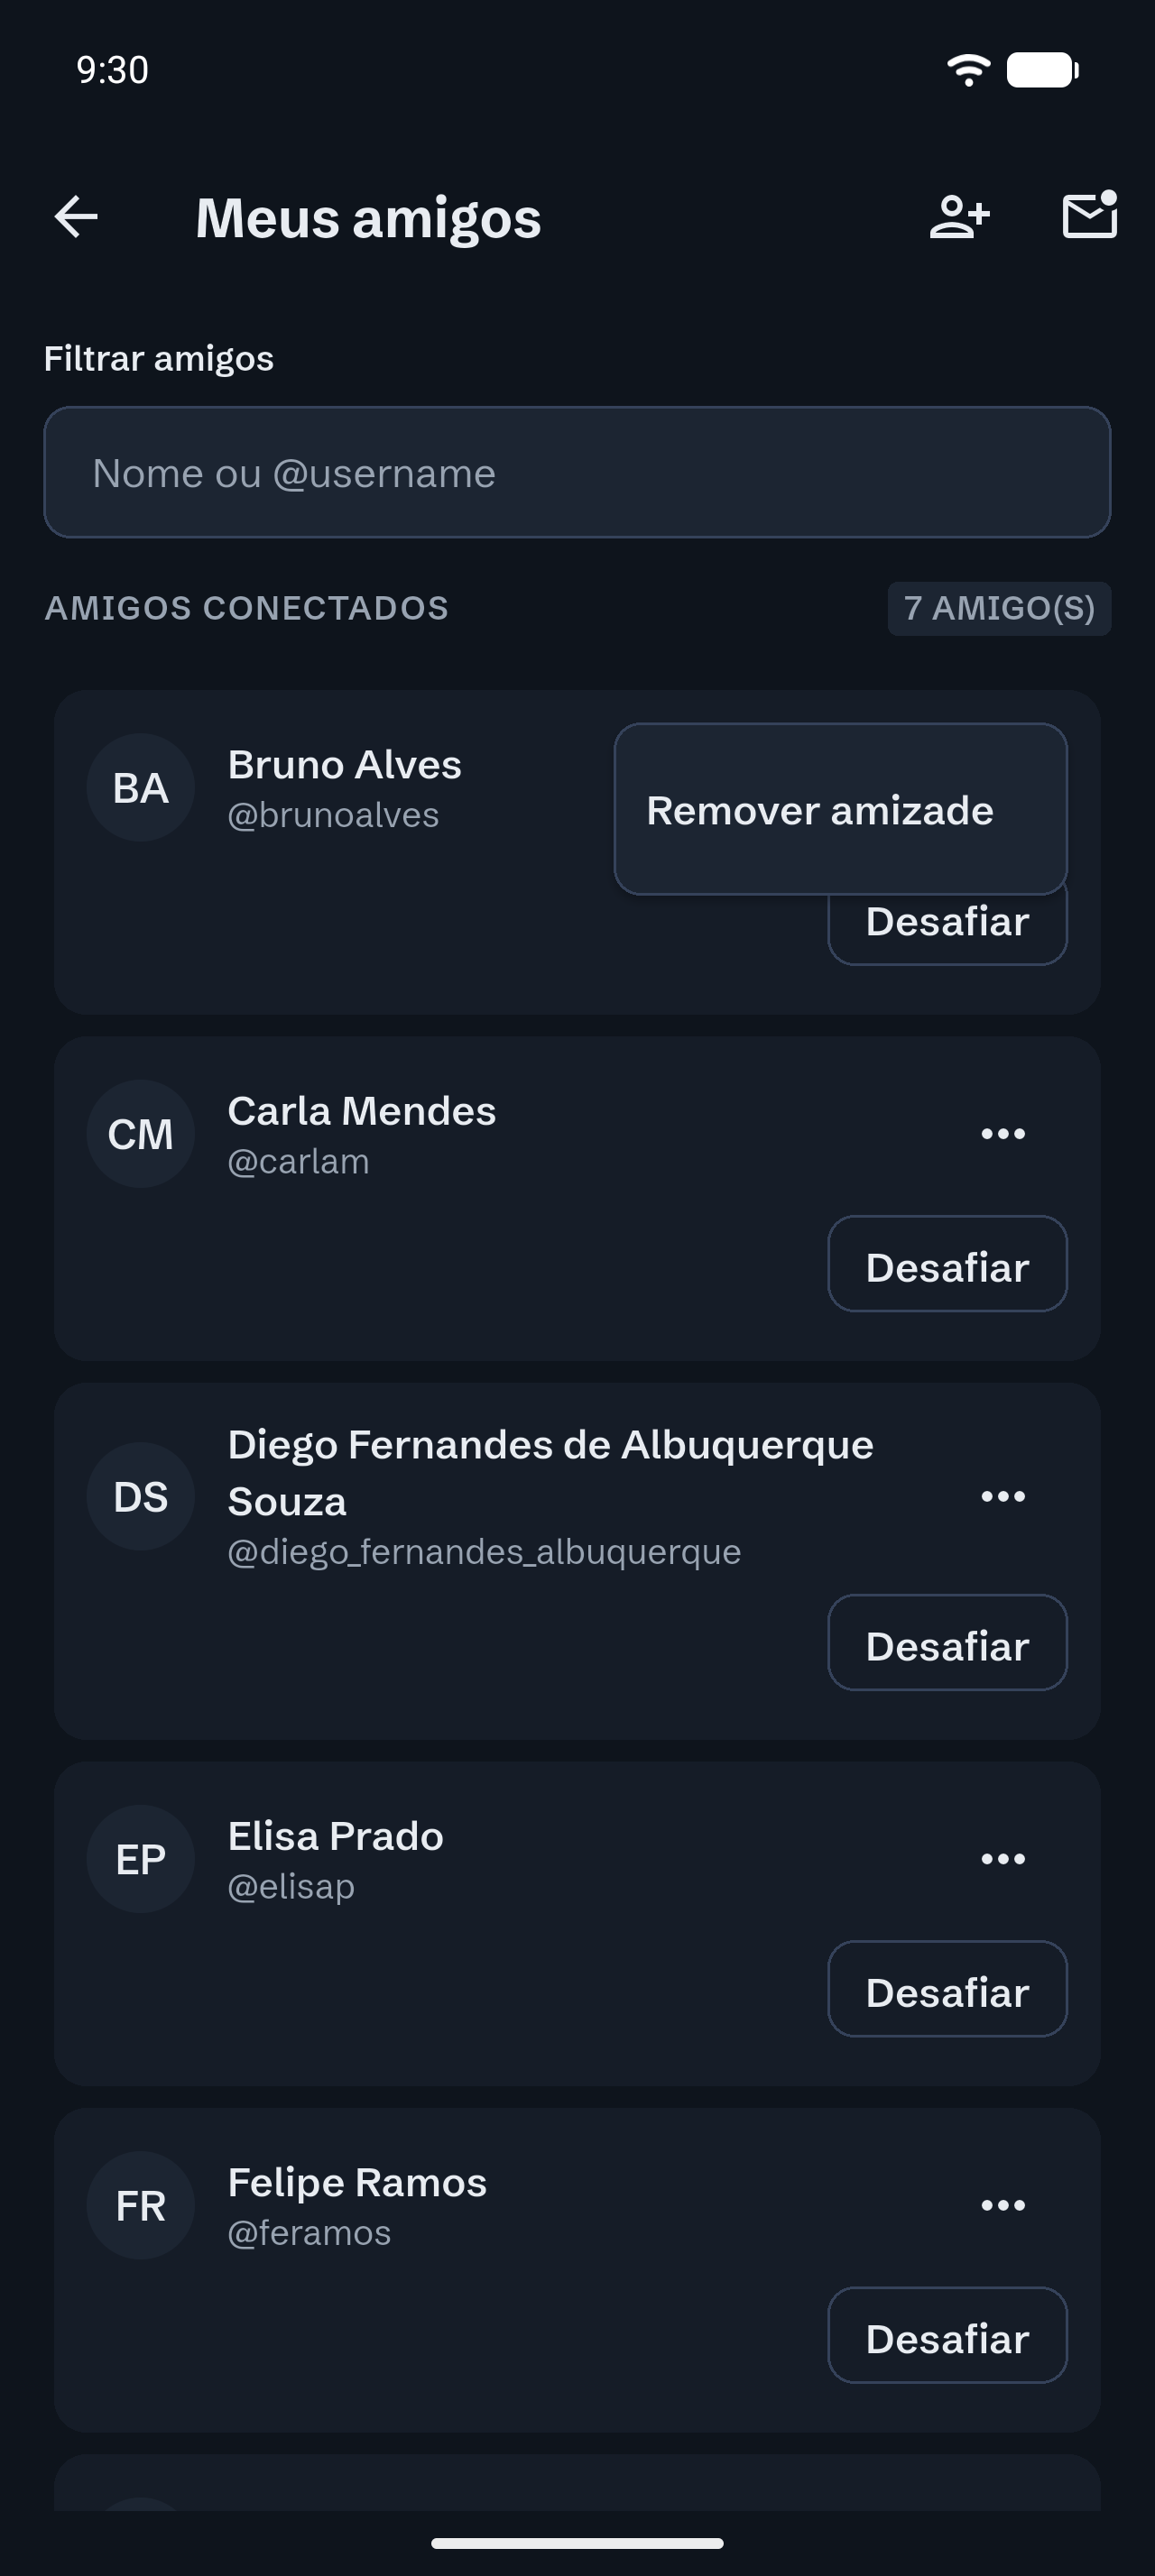 9:30
Meus amigos
Filtrar amigos
Nome ou @username
AMIGOS CONECTADOS
7 AMIGO(S)
BA
Bruno Alves
@brunoalves
Remover amizade
Desafiar
CM
Carla Mendes
@carlam
Desafiar
DS
Diego Fernandes de Albuquerque
Souza
@diego_fernandes_albuquerque
Desafiar
EP
Elisa Prado
@elisap
Desafiar
FR
Felipe Ramos
@feramos
Desafiar